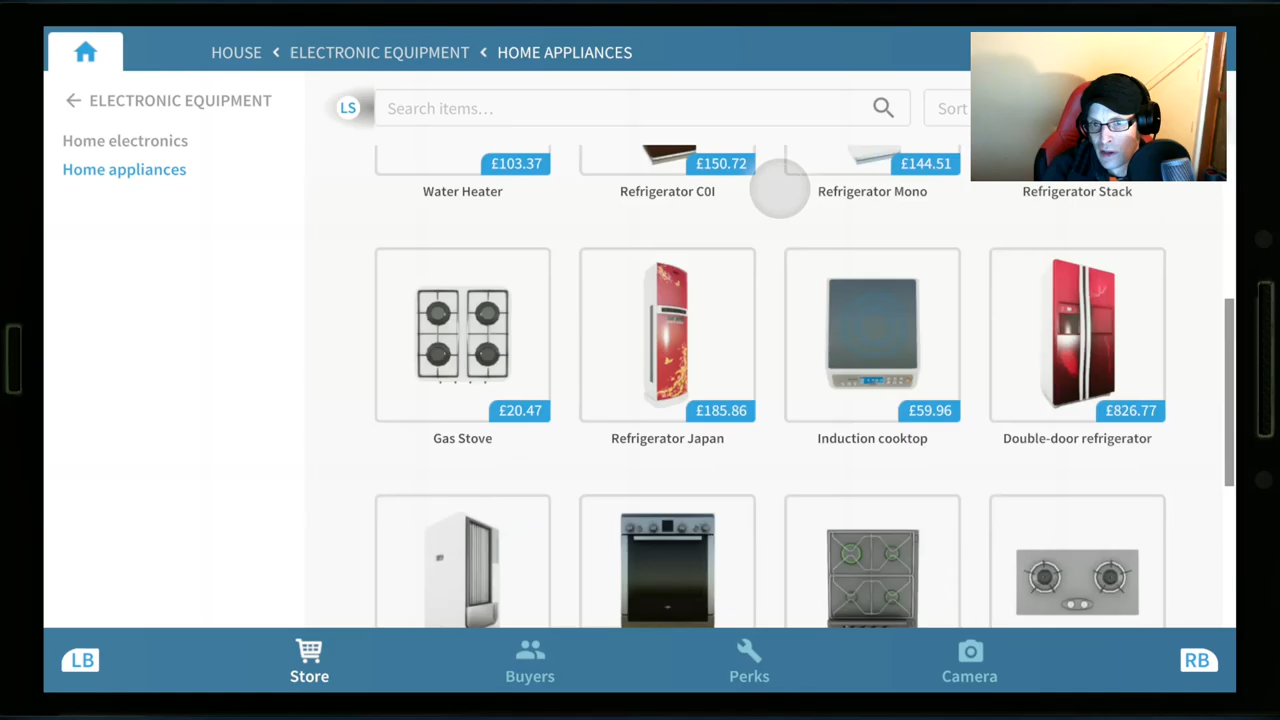 HOUSE < ELECTRONIC EQUIPMENT < HOME APPLIANCES
ELECTRONIC EQUIPMENT
Home electronics
Home appliances
LS
Search items...
Sort
£103.37
£150.72
£144.51
Water Heater
Refrigerator C0I
Refrigerator Mono
Refrigerator Stack
£20.47
£185.86
£59.96
£826.77
Gas Stove
Refrigerator Japan
Induction cooktop
Double-door refrigerator
LB
Store
Buyers
Perks
Camera
RB